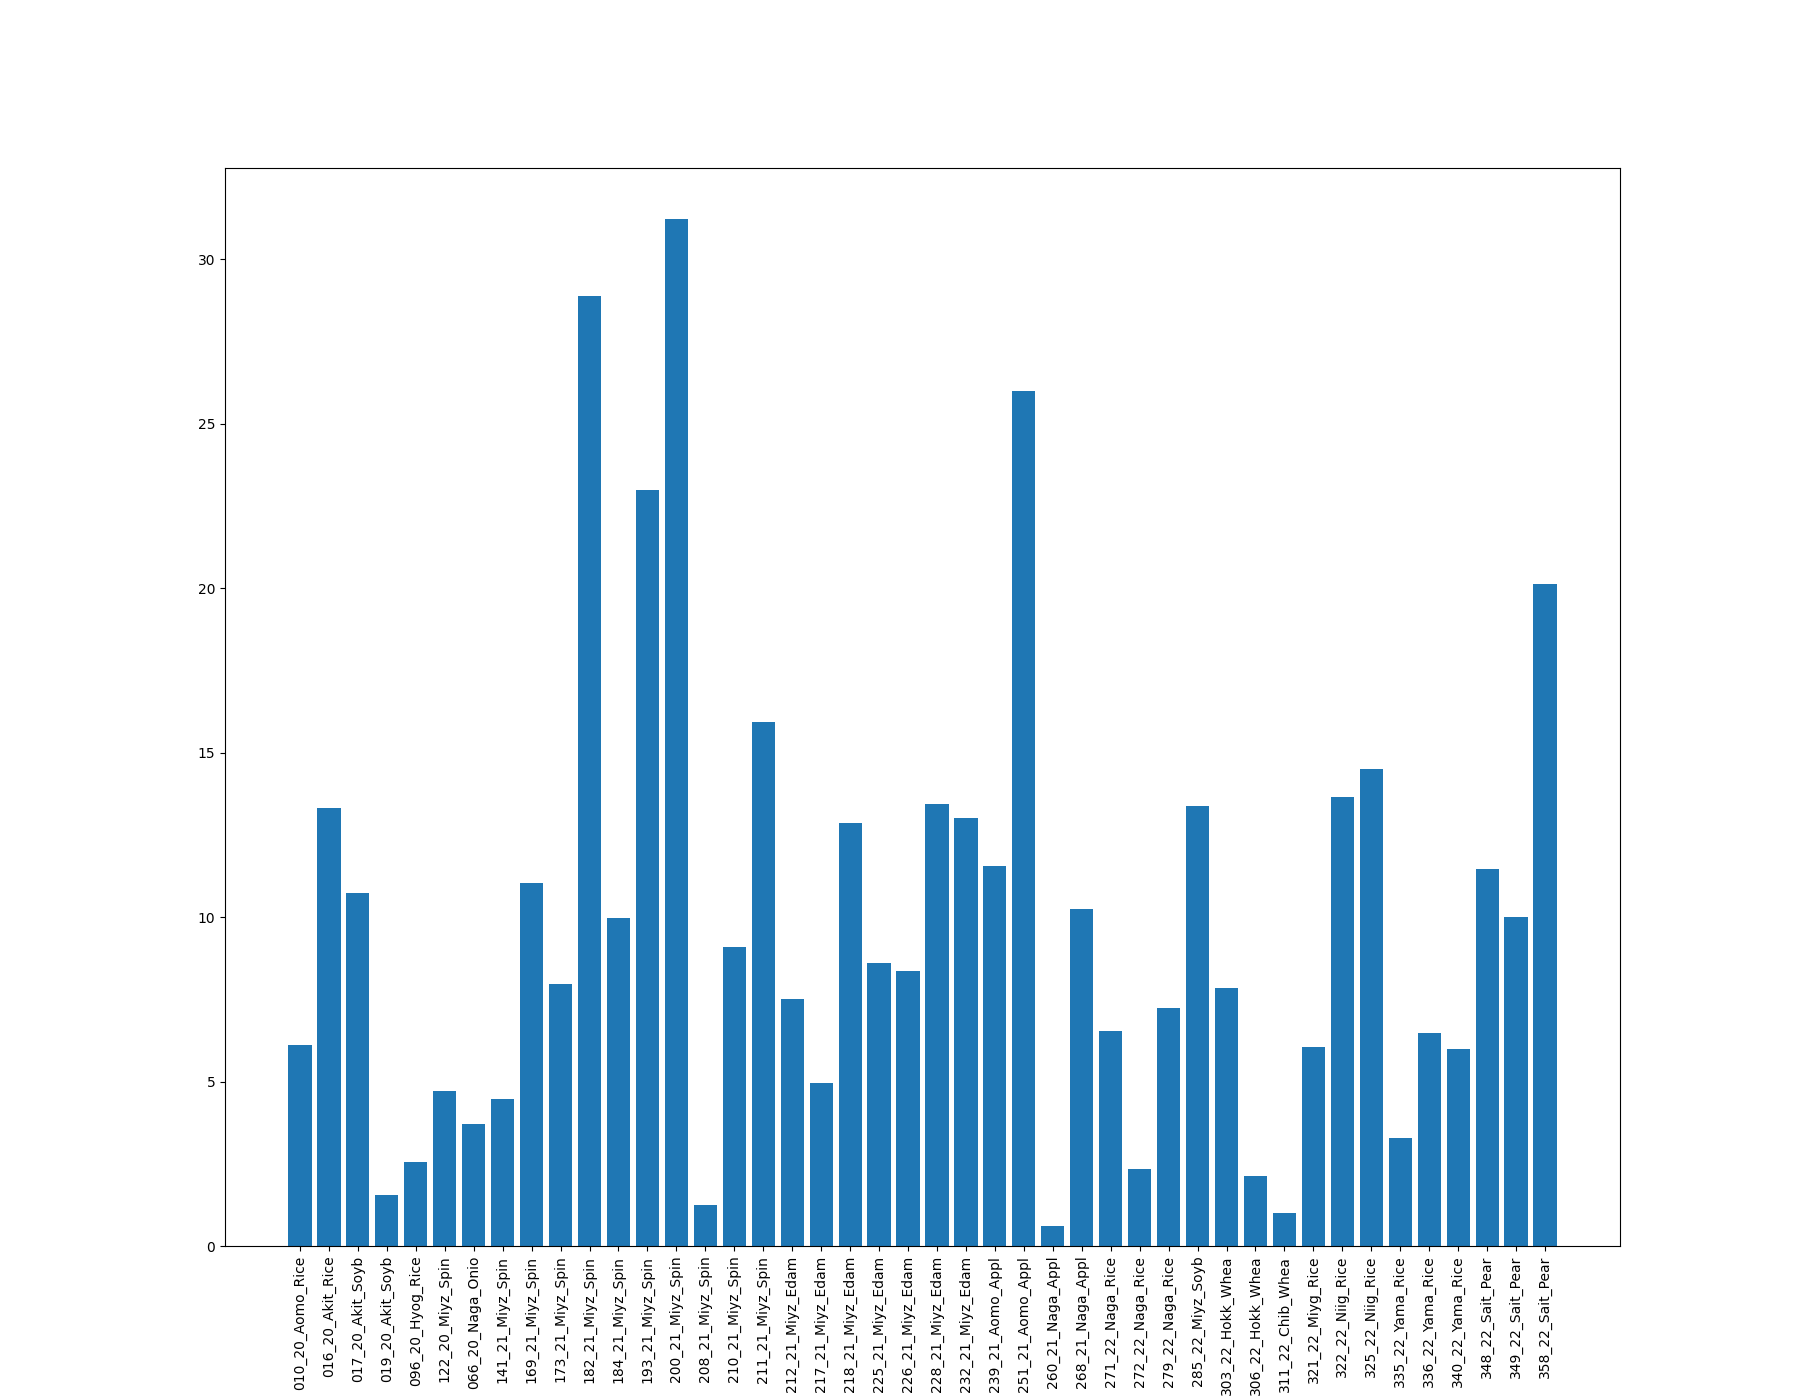 30
25
20
15
10
5
0
010_20_Aomo_Rice
016_20_Akit_Rice
017_20_Akit_Soyb
019_20_Akit_Soyb
096_20_Hyog_Rice
122_20_Miyz_Spin
066_20_Naga_Onio
141_21_Miyz_Spin
169_21_Miyz_Spin
173_21_Miyz_Spin
182_21_Miyz_Spin
184_21_Miyz_Spin
193_21_Miyz_Spin
200_21_Miyz_Spin
208_21_Miyz_Spin
210_21_Miyz_Spin
211_21_Miyz_Spin
212_21_Miyz_Edam
217_21_Miyz_Edam
218_21_Miyz_Edam
225_21_Miyz_Edam
226_21_Miyz_Edam
228_21_Miyz_Edam
232_21_Miyz_Edam
239_21_Aomo_Appl
251_21_Aomo_Appl
260_21_Naga_Appl
268_21_Naga_Appl
271_22_Naga_Rice
272_22_Naga_Rice
279_22_Naga_Rice
285_22_Miyz_Soyb
303_22_Hokk_Whea
306_22_Hokk_Whea
311_22_Chib_Whea
321_22_Miyg_Rice
322_22_Niig_Rice
325_22_Niig_Rice
335_22_Yama_Rice
336_22_Yama_Rice
340_22_Yama_Rice
348_22_Sait_Pear
349_22_Sait_Pear
358_22_Sait_Pear